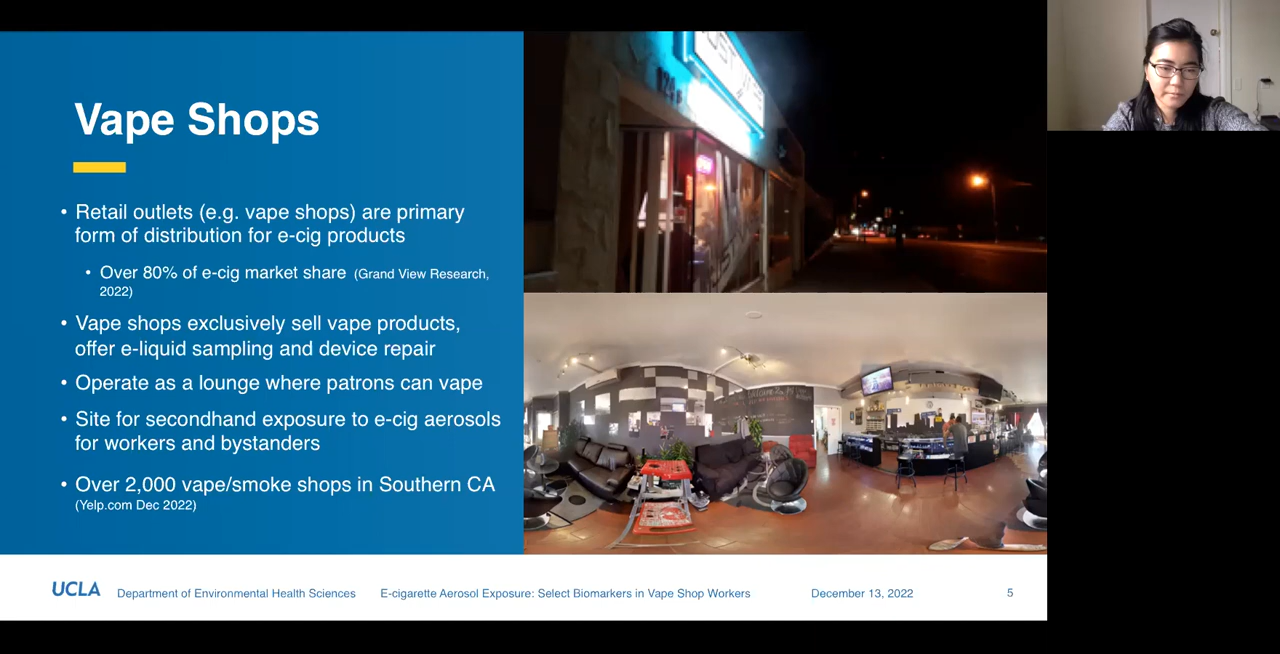 Vape Shops
• Retail outlets (e.g. vape shops) are primary
form of distribution for e-cig products
• Over 80% of e-cig market share (Grand View Research,
2022)
• Vape shops exclusively sell vape products,
offer e-liquid sampling and device repair
• Operate as a lounge where patrons can vape
• Site for secondhand exposure to e-cig aerosols
for workers and bystanders
• Over 2,000 vape/smoke shops in Southern CA
(Yelp.com Dec 2022)
UCLA Department of Environmental Health Sciences E-cigarette Aerosol Exposure: Select Biomarkers in Vape Shop Workers December 13, 2022 5